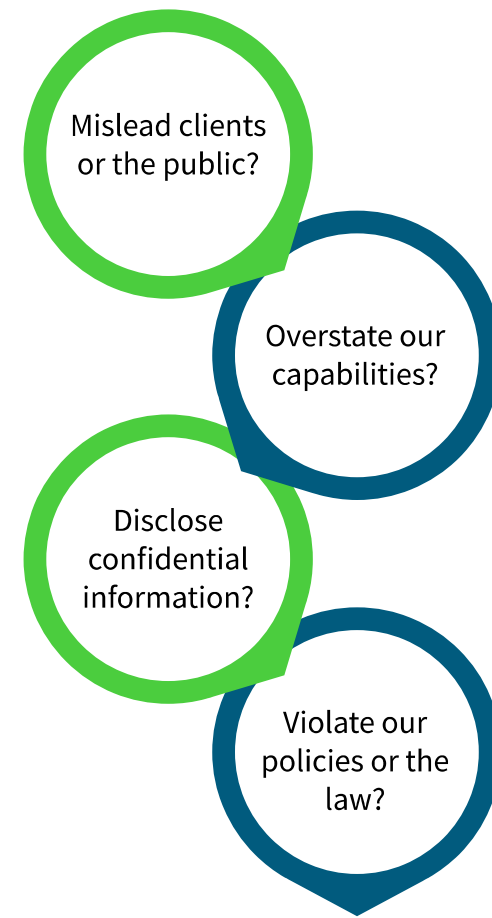 Mislead clients
or the public?
Overstate our
capabilities?
Disclose
confidential
information?
Violate our
policies or the
law?